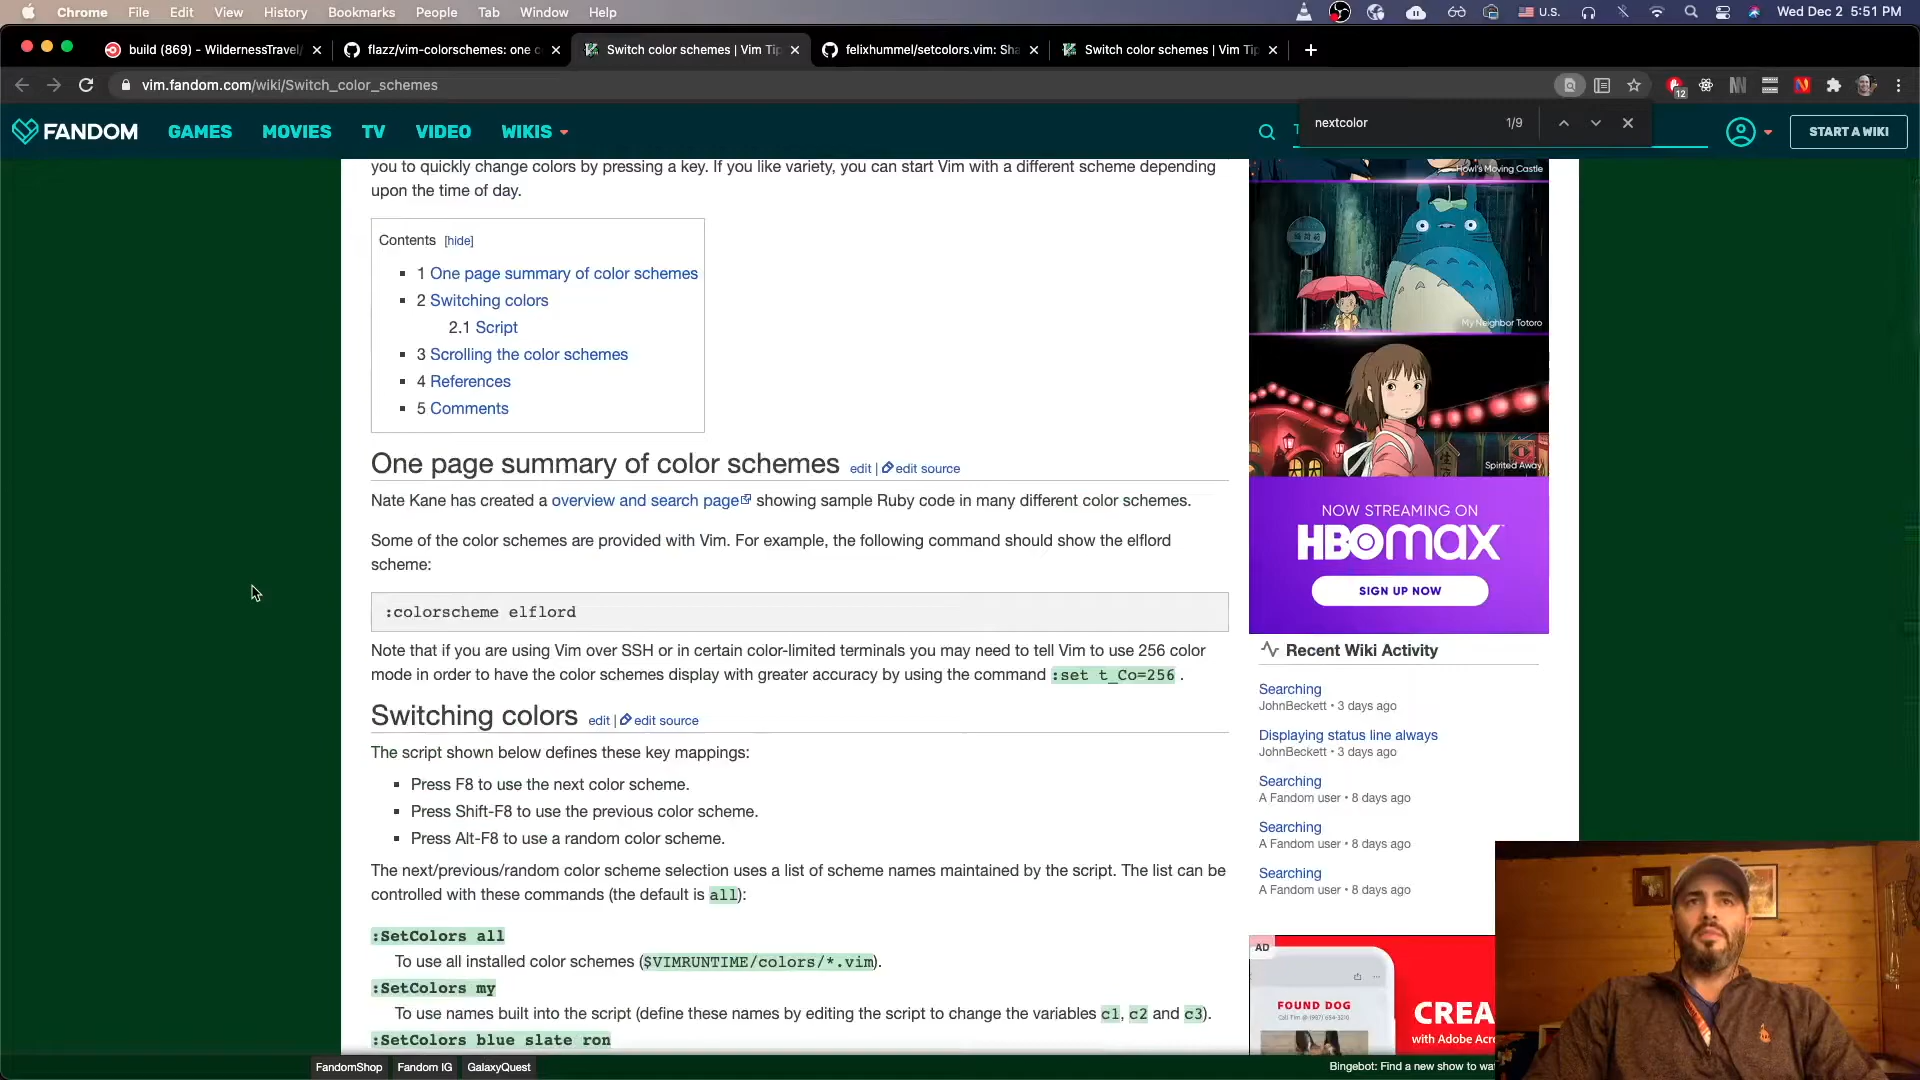 Chrome File Edit View History Bookmarks People Tab Window Help
U.S.
Wed Dec 2 5:51 PM
build (869) - WildernessTravel/
flazz/vim-colorschemes: one c
Switch color schemes | Vim Tip
felixhummel/setcolors.vim: Sha
Switch color schemes | Vim Tip
vim.fandom.com/wiki/Switch_color_schemes
12
FANDOM
GAMES MOVIES TV VIDEO WIKIS
nextcolor 1/9
START A WIKI
you to quickly change colors by pressing a key. If you like variety, you can start Vim with a different scheme depending
upon the time of day.
Contents [hide]
1 One page summary of color schemes
2 Switching colors
2.1 Script
3 Scrolling the color schemes
4 References
5 Comments
One page summary of color schemes edit | edit source
Nate Kane has created a overview and search page showing sample Ruby code in many different color schemes.
Some of the color schemes are provided with Vim. For example, the following command should show the elflord
scheme:
:colorscheme elflord
Note that if you are using Vim over SSH or in certain color-limited terminals you may need to tell Vim to use 256 color
mode in order to have the color schemes display with greater accuracy by using the command :set t_Co=256 .
Switching colors edit | edit source
The script shown below defines these key mappings:
Press F8 to use the next color scheme.
Press Shift-F8 to use the previous color scheme.
Press Alt-F8 to use a random color scheme.
The next/previous/random color scheme selection uses a list of scheme names maintained by the script. The list can be
controlled with these commands (the default is all):
:SetColors all
To use all installed color schemes ($VIMRUNTIME/colors/*.vim).
:SetColors my
To use names built into the script (define these names by editing the script to change the variables c1, c2 and c3).
:SetColors blue slate ron
Howl's Moving Castle
My Neighbor Totoro
Spirited Away
NOW STREAMING ON
HBOmax
SIGN UP NOW
Recent Wiki Activity
Searching
JohnBeckett • 3 days ago
Displaying status line always
JohnBeckett • 3 days ago
Searching
A Fandom user • 8 days ago
Searching
A Fandom user • 8 days ago
Searching
A Fandom user • 8 days ago
AD
FOUND DOG
CREA
with Adobe Acro
FandomShop Fandom IG GalaxyQuest
Bingebot: Find a new show to wa